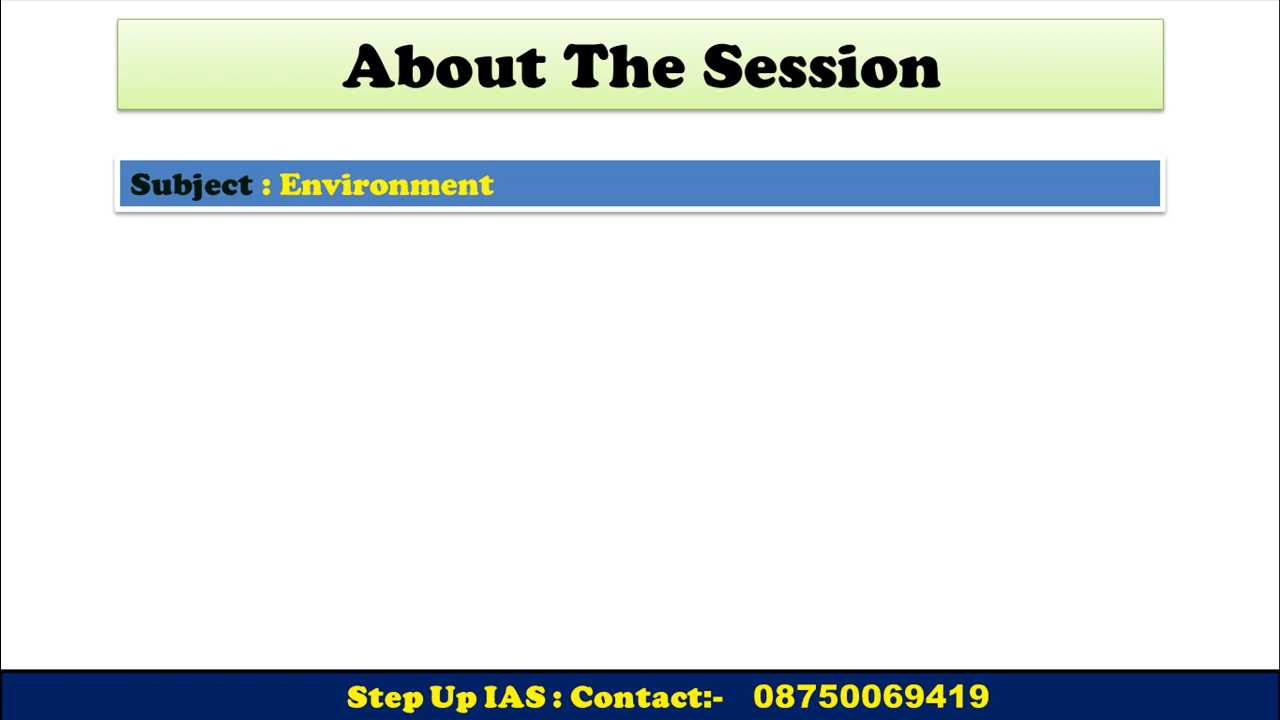 About The Session
Subject : Environment
Step Up IAS : Contact:- 08750069419